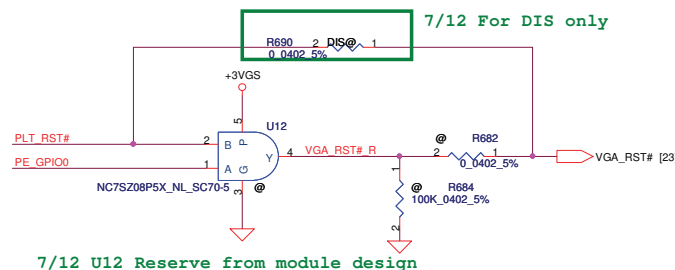 7/12 For DIS only
R690 2 DIS@ 1
0_0402_5%
+3VGS
5
U12
PLT_RST# 2 B P
PE_GPIO0 1 A G Y 4 VGA_RST#_R
@ R682
2 1
0_0402_5%
VGA_RST# [23
NC7SZ08P5X_NL_SC70-5 3 @
1 @ R684
100K_0402_5%
2
7/12 U12 Reserve from module design